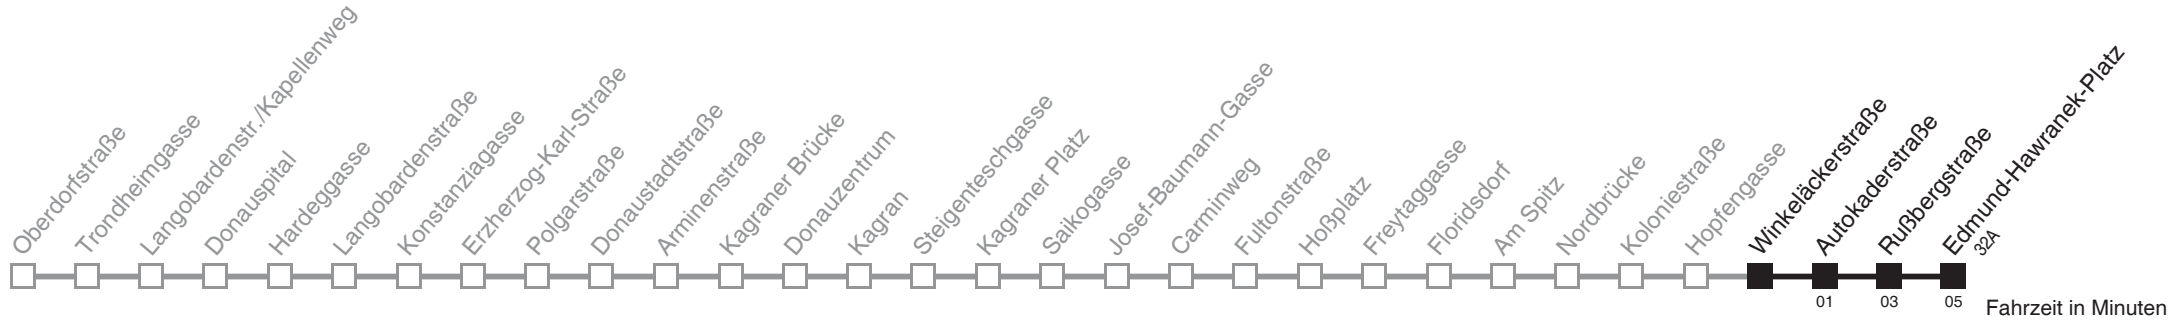 Oberdorfstraße
Trondheimgasse
Langobardenstr./Kapellenweg
Donauspital
Hardeggasse
Langobardenstraße
Konstanziagasse
Erzherzog-Karl-Straße
Polgarstraße
Donaustadtstraße
Arminenstraße
Kagraner Brücke
Donauzentrum
Kagran
Steigenteschgasse
Kagraner Platz
Saikogasse
Josef-Baumann-Gasse
Carminweg
Fultonstraße
Hoßplatz
Freytaggasse
Floridsdorf
Am Spitz
Nordbrücke
Koloniestraße
Hopfengasse
Winkeläckerstraße
Autokaderstraße
Rußbergstraße
Edmund-Hawranek-Platz
32A
01
03
05
Fahrzeit in Minuten